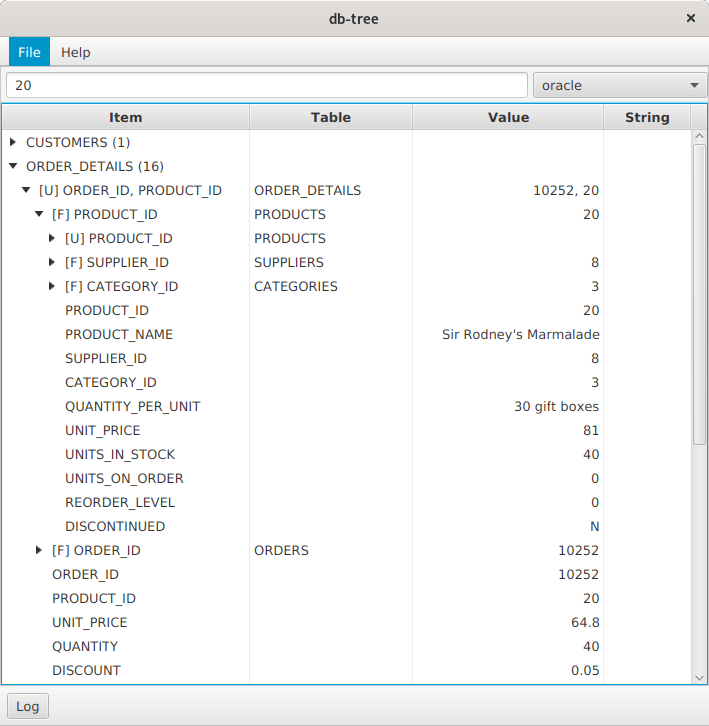 db-tree
File Help
20 oracle
Item Table Value String
CUSTOMERS (1)
ORDER_DETAILS (16)
[U] ORDER_ID, PRODUCT_ID ORDER_DETAILS 10252, 20
[F] PRODUCT_ID PRODUCTS 20
[U] PRODUCT_ID PRODUCTS
[F] SUPPLIER_ID SUPPLIERS 8
[F] CATEGORY_ID CATEGORIES 3
PRODUCT_ID 20
PRODUCT_NAME Sir Rodney's Marmalade
SUPPLIER_ID 8
CATEGORY_ID 3
QUANTITY_PER_UNIT 30 gift boxes
UNIT_PRICE 81
UNITS_IN_STOCK 40
UNITS_ON_ORDER 0
REORDER_LEVEL 0
DISCONTINUED N
[F] ORDER_ID ORDERS 10252
ORDER_ID 10252
PRODUCT_ID 20
UNIT_PRICE 64.8
QUANTITY 40
DISCOUNT 0.05
Log